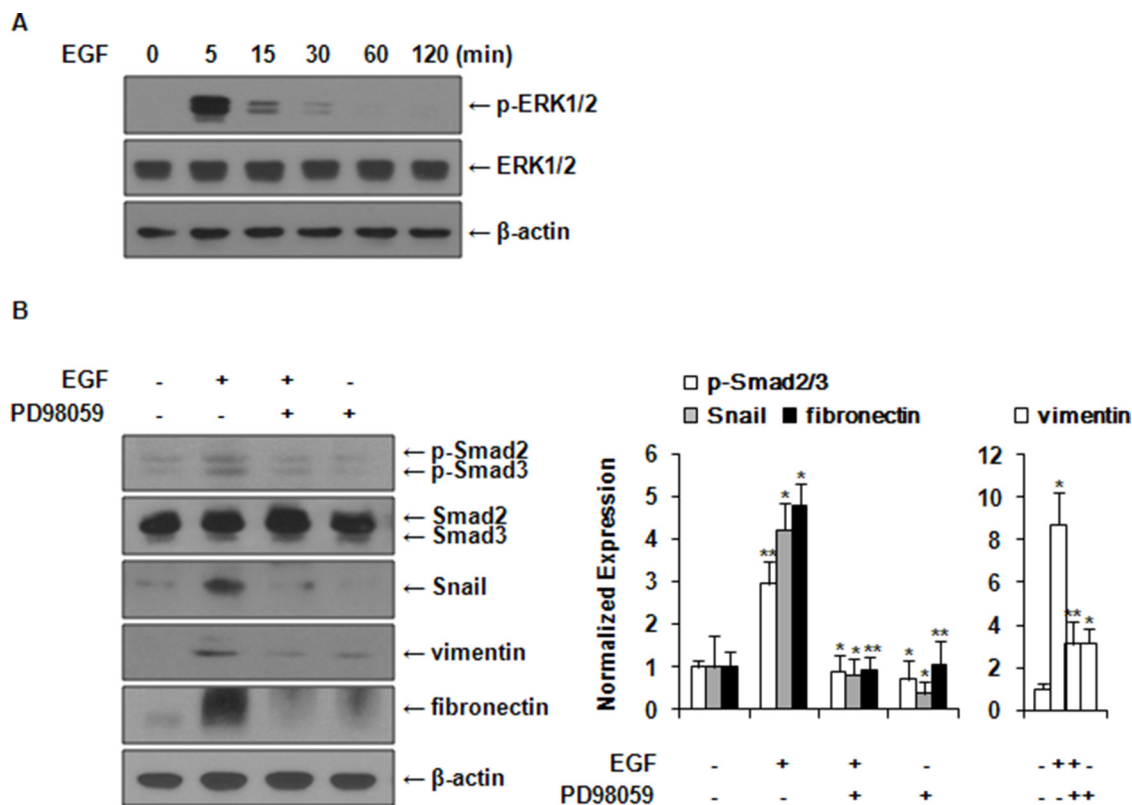 A
EGF 0 5 15 30 60 120 (min)
← p-ERK1/2
← ERK1/2
← β-actin
B
EGF - + + -
PD98059 - - + +
← p-Smad2
← p-Smad3
← Smad2
← Smad3
← Snail
← vimentin
← fibronectin
← β-actin
p-Smad2/3
Snail fibronectin
Normalized Expression
6
5
4
3
2
1
0
** * *
* * **
* * **
EGF - + + -
PD98059 - - + +
vimentin
12
10
8
6
4
2
0
*
** *
-++-
--++